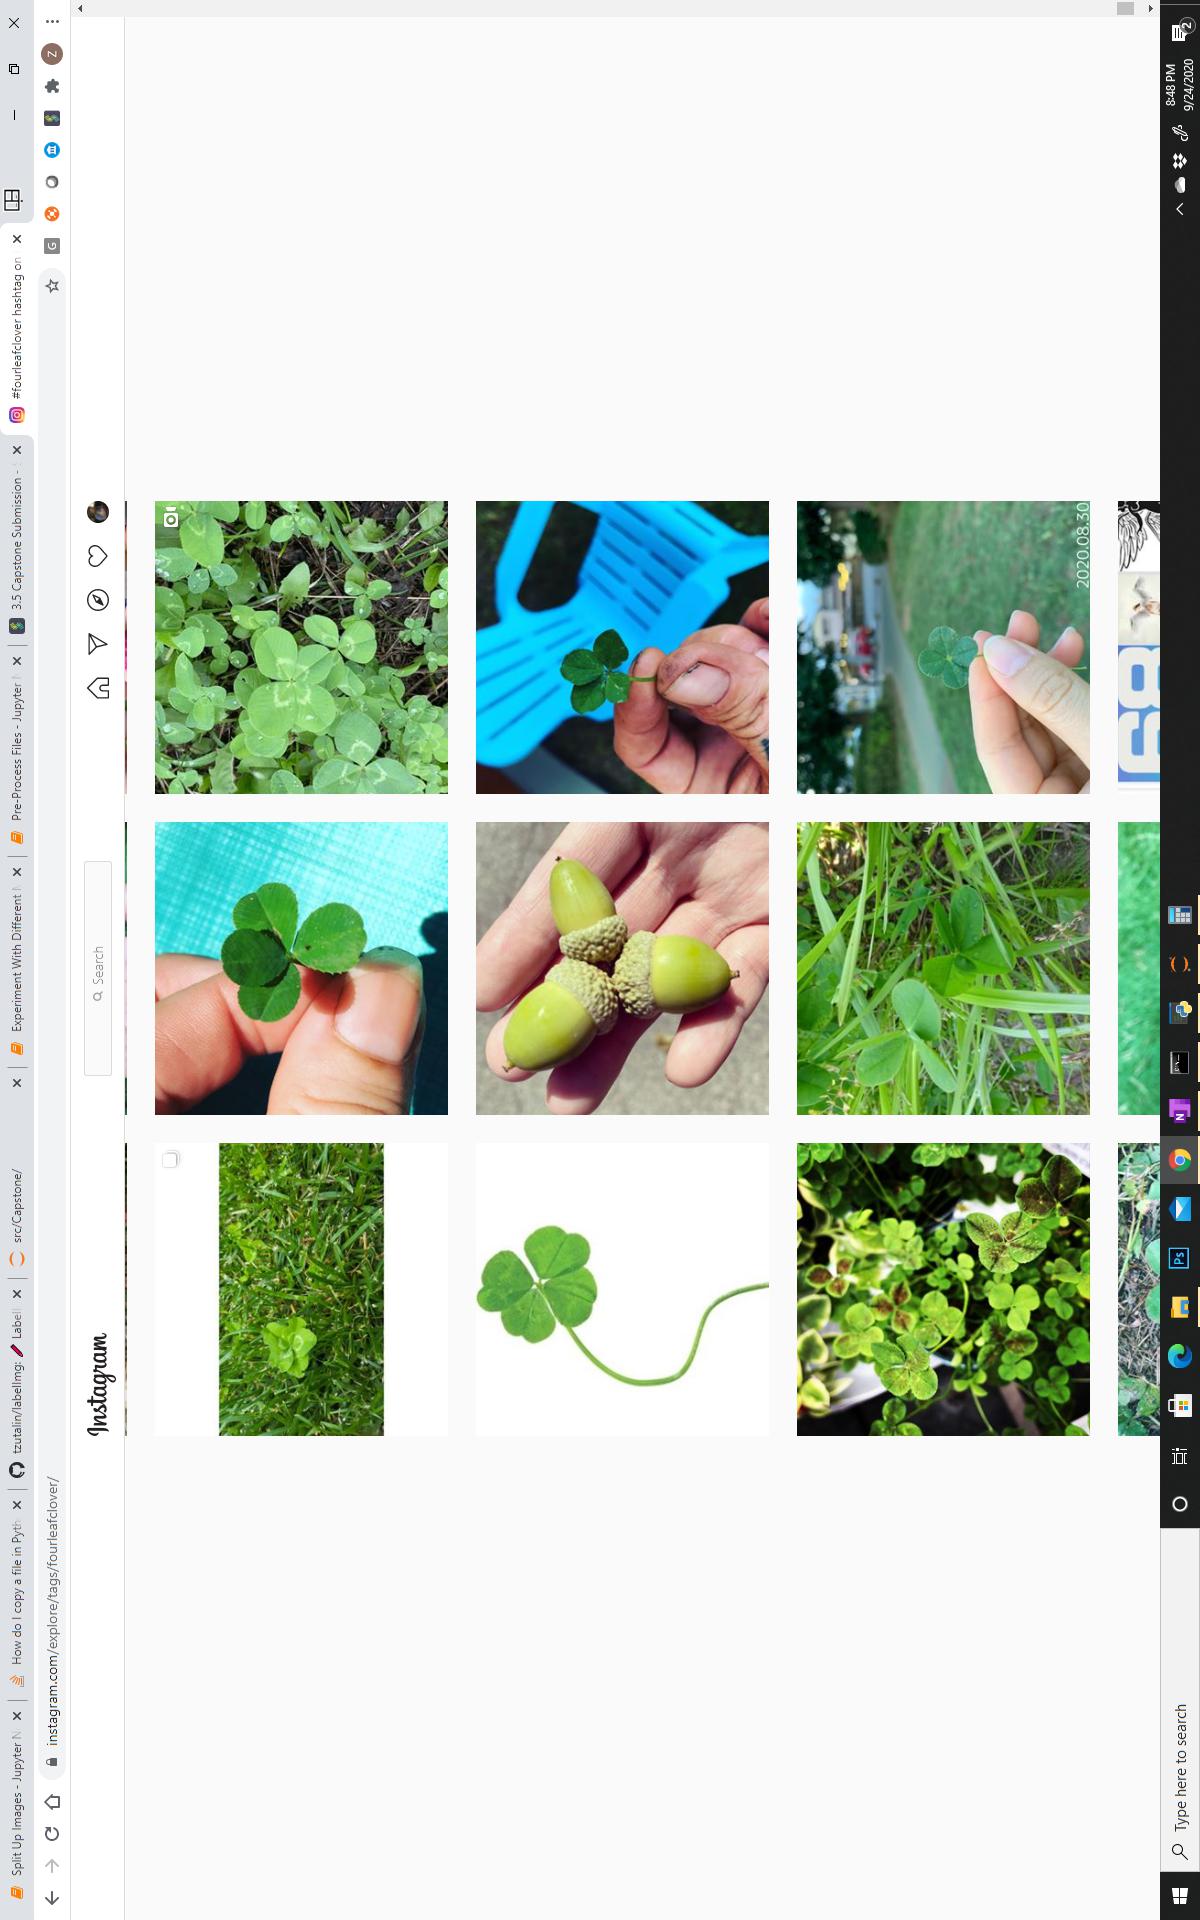 Split Up Images - Jupyter N
How do I copy a file in Pyth
tzutalin/labelImg: Labell
src/Capstone/
Experiment With Different N
Pre-Process Files - Jupyter N
3.5 Capstone Submission -
#fourleafclover hashtag on
G
Z
instagram.com/explore/tags/fourleafclover/
Instagram
Search
2020.08.30
68
Type here to search
Ps
N
8:48 PM
9/24/2020
2